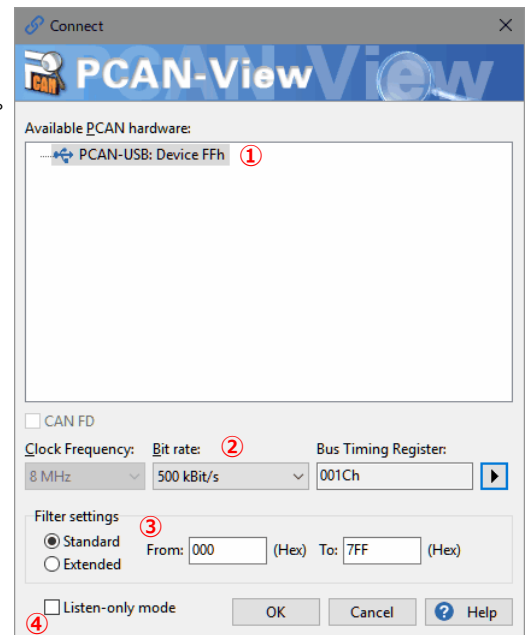 Connect
PCAN-View
Available PCAN hardware:
PCAN-USB: Device FFh ①
CAN FD
Clock Frequency: Bit rate: ② Bus Timing Register:
8 MHz 500 kBit/s 001Ch
Filter settings
③
Standard
From: 000 (Hex) To: 7FF (Hex)
Extended
Listen-only mode OK Cancel Help
④